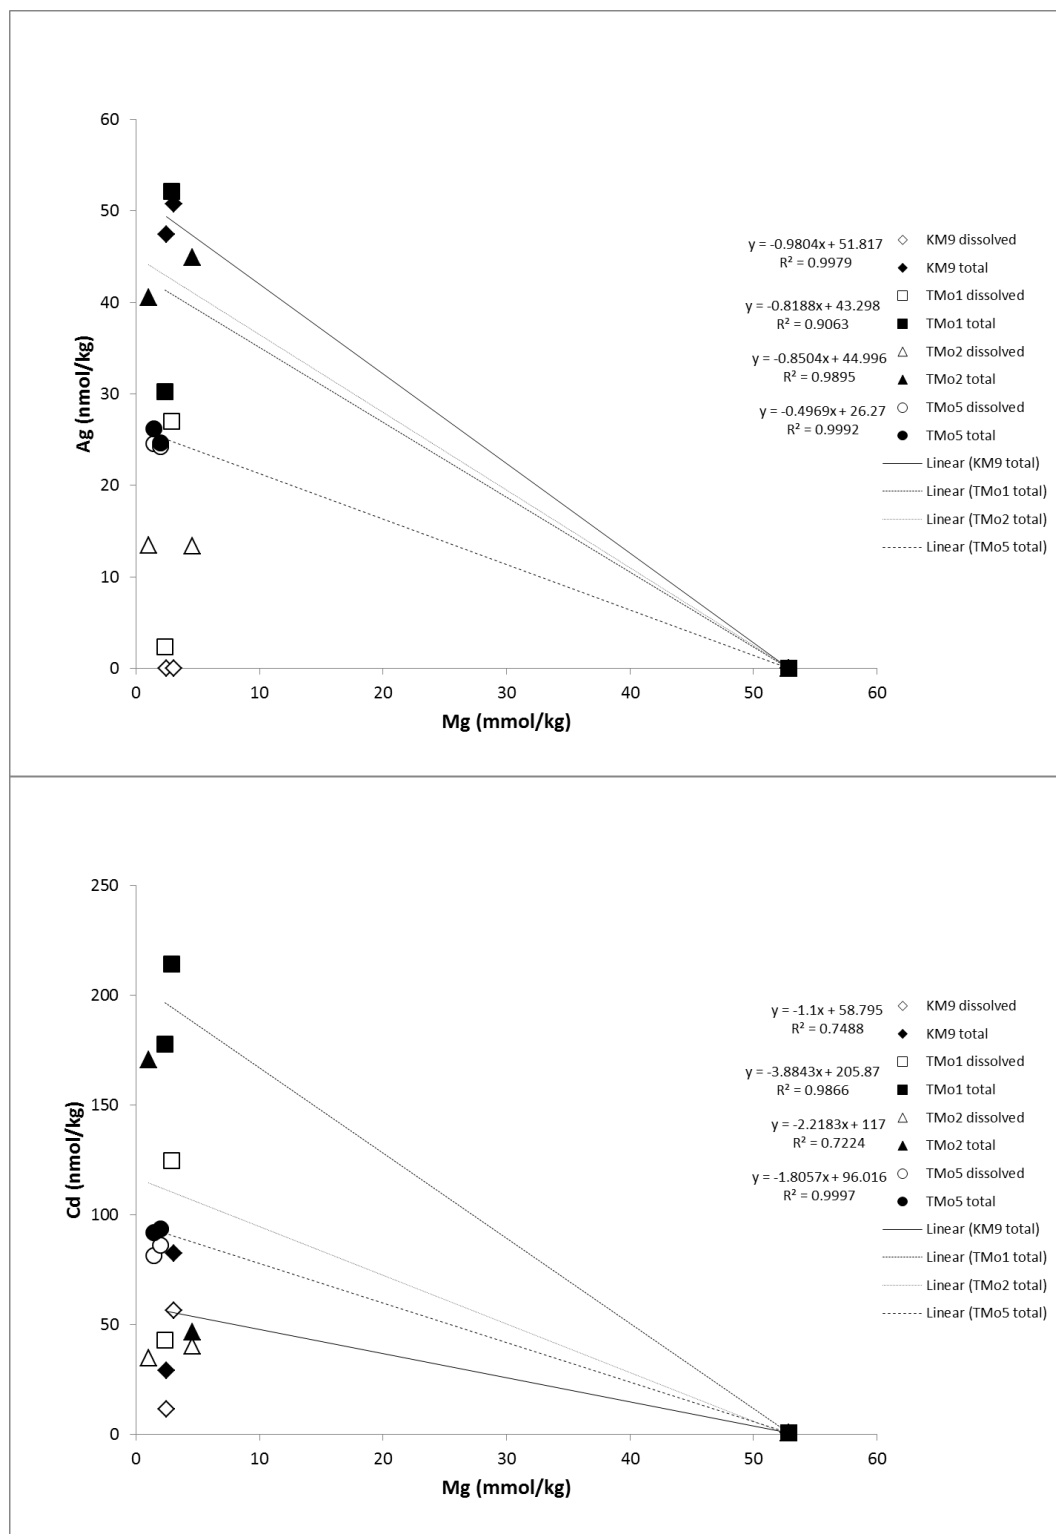 60
50
40
30
20
10
0
Ag (nmol/kg)
0 10 20 30 40 50 60
Mg (mmol/kg)
y = -0.9804x + 51.817
R² = 0.9979
y = -0.8188x + 43.298
R² = 0.9063
y = -0.8504x + 44.996
R² = 0.9895
y = -0.4969x + 26.27
R² = 0.9992
KM9 dissolved
KM9 total
TMo1 dissolved
TMo1 total
TMo2 dissolved
TMo2 total
TMo5 dissolved
TMo5 total
Linear (KM9 total)
Linear (TMo1 total)
Linear (TMo2 total)
Linear (TMo5 total)
250
200
150
100
50
0
Cd (nmol/kg)
0 10 20 30 40 50 60
Mg (mmol/kg)
y = -1.1x + 58.795
R² = 0.7488
y = -3.8843x + 205.87
R² = 0.9866
y = -2.2183x + 117
R² = 0.7224
y = -1.8057x + 96.016
R² = 0.9997
KM9 dissolved
KM9 total
TMo1 dissolved
TMo1 total
TMo2 dissolved
TMo2 total
TMo5 dissolved
TMo5 total
Linear (KM9 total)
Linear (TMo1 total)
Linear (TMo2 total)
Linear (TMo5 total)